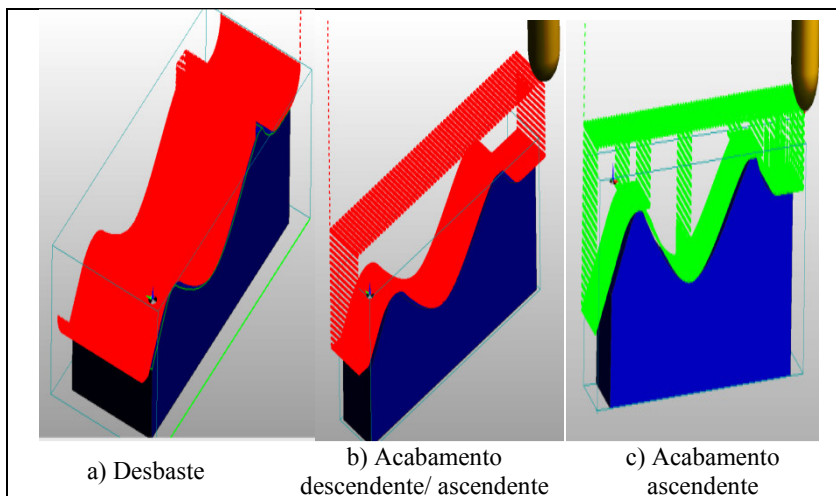 a) Desbaste
b) Acabamento
descendente/ ascendente
c) Acabamento
ascendente